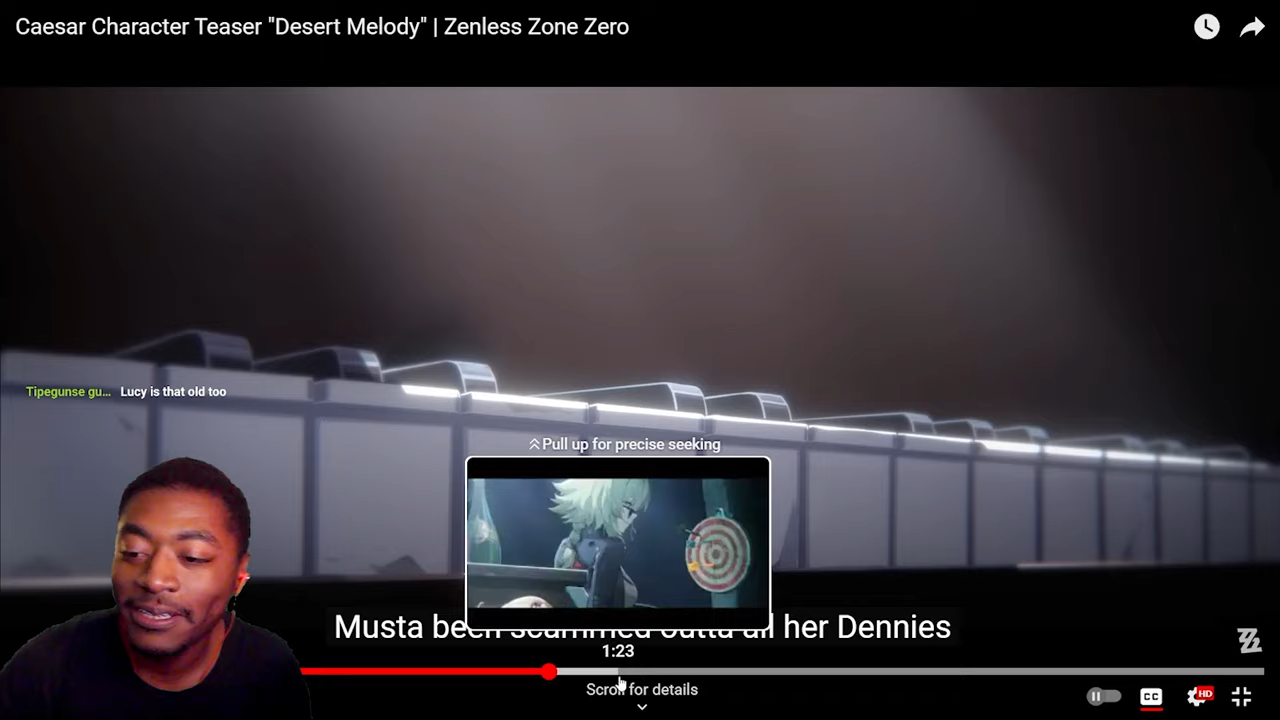 Caesar Character Teaser "Desert Melody" | Zenless Zone Zero
Tipegunse gu... Lucy is that old too
Pull up for precise seeking
Musta been scammed outta all her Dennies
1:23
Scroll for details
CC
HD
ZZ